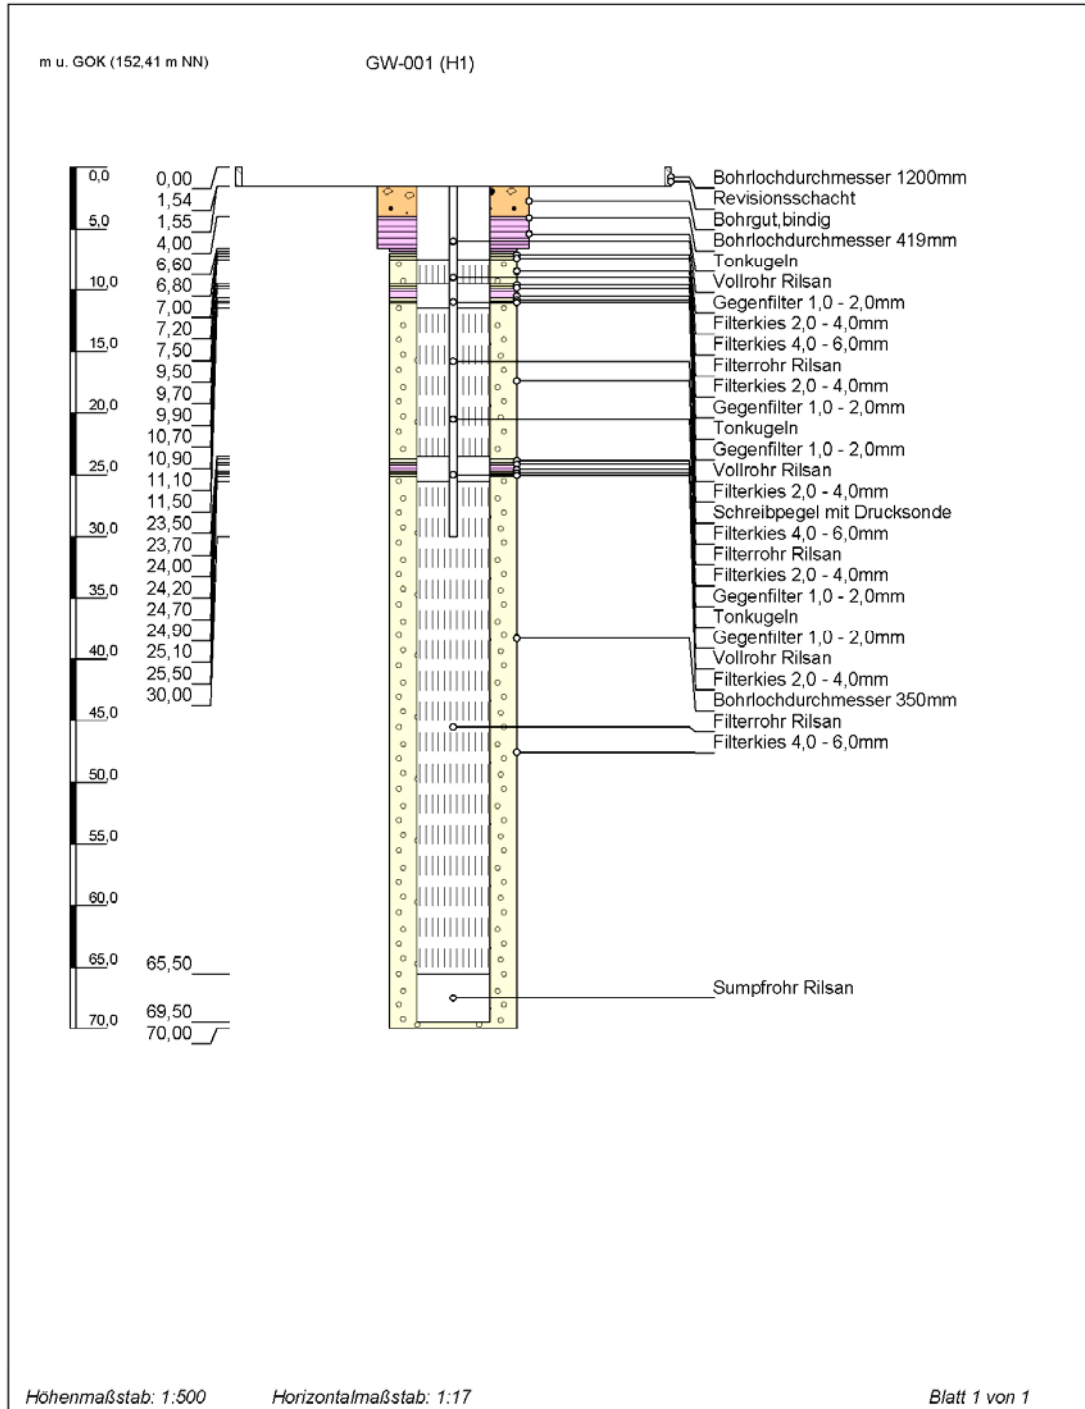 m u. GOK (152,41 m NN)
GW-001 (H1)
0,0
5,0
10,0
15,0
20,0
25,0
30,0
35,0
40,0
45,0
50,0
55,0
60,0
65,0
70,0
0,00
1,54
1,55
4,00
6,60
6,80
7,00
7,20
7,50
9,50
9,70
9,90
10,70
10,90
11,10
11,50
23,50
23,70
24,00
24,20
24,70
24,90
25,10
25,50
30,00
65,50
69,50
70,00
Bohrlochdurchmesser 1200mm
Revisionsschacht
Bohrgut,bindig
Bohrlochdurchmesser 419mm
Tonkugeln
Vollrohr Rilsan
Gegenfilter 1,0 - 2,0mm
Filterkies 2,0 - 4,0mm
Filterkies 4,0 - 6,0mm
Filterrohr Rilsan
Filterkies 2,0 - 4,0mm
Gegenfilter 1,0 - 2,0mm
Tonkugeln
Gegenfilter 1,0 - 2,0mm
Vollrohr Rilsan
Filterkies 2,0 - 4,0mm
Schreibpegel mit Drucksonde
Filterkies 4,0 - 6,0mm
Filterrohr Rilsan
Filterkies 2,0 - 4,0mm
Gegenfilter 1,0 - 2,0mm
Tonkugeln
Gegenfilter 1,0 - 2,0mm
Vollrohr Rilsan
Filterkies 2,0 - 4,0mm
Bohrlochdurchmesser 350mm
Filterrohr Rilsan
Filterkies 4,0 - 6,0mm
Sumpfrohr Rilsan
Höhenmaßstab: 1:500
Horizontalmaßstab: 1:17
Blatt 1 von 1